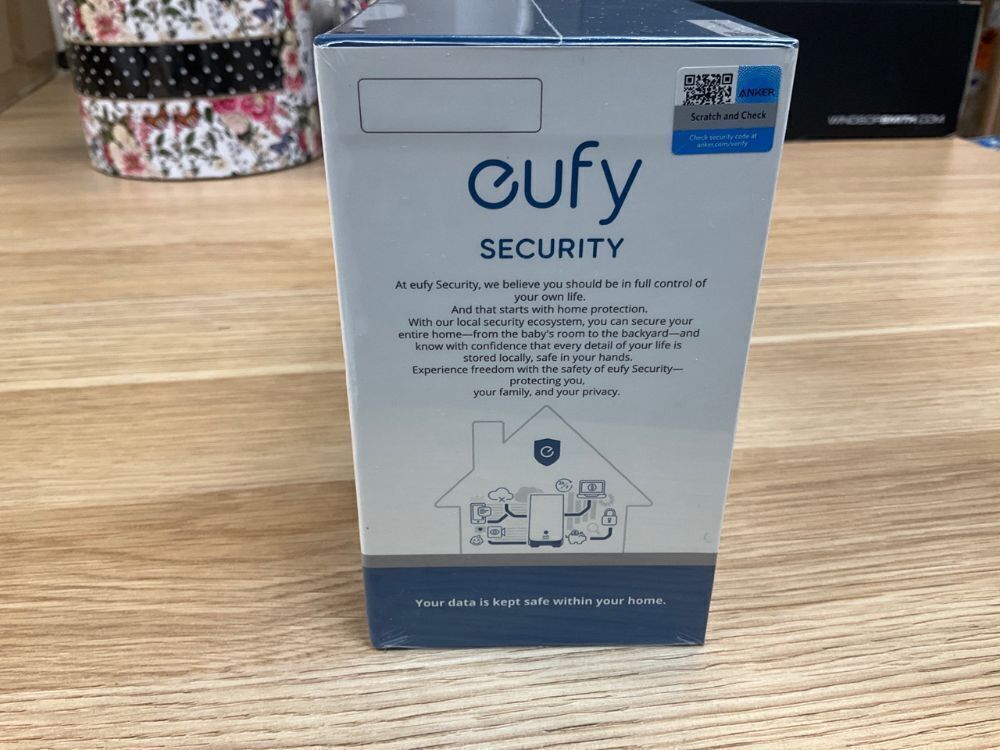 ANKER
Scratch and Check
Check security code at
anker.com/verify
eufy
SECURITY
At eufy Security, we believe you should be in full control of
your own life.
And that starts with home protection.
With our local security ecosystem, you can secure your
entire home—from the baby's room to the backyard—and
know with confidence that every detail of your life is
stored locally, safe in your hands.
Experience freedom with the safety of eufy Security—
protecting you,
your family, and your privacy.
Your data is kept safe within your home.